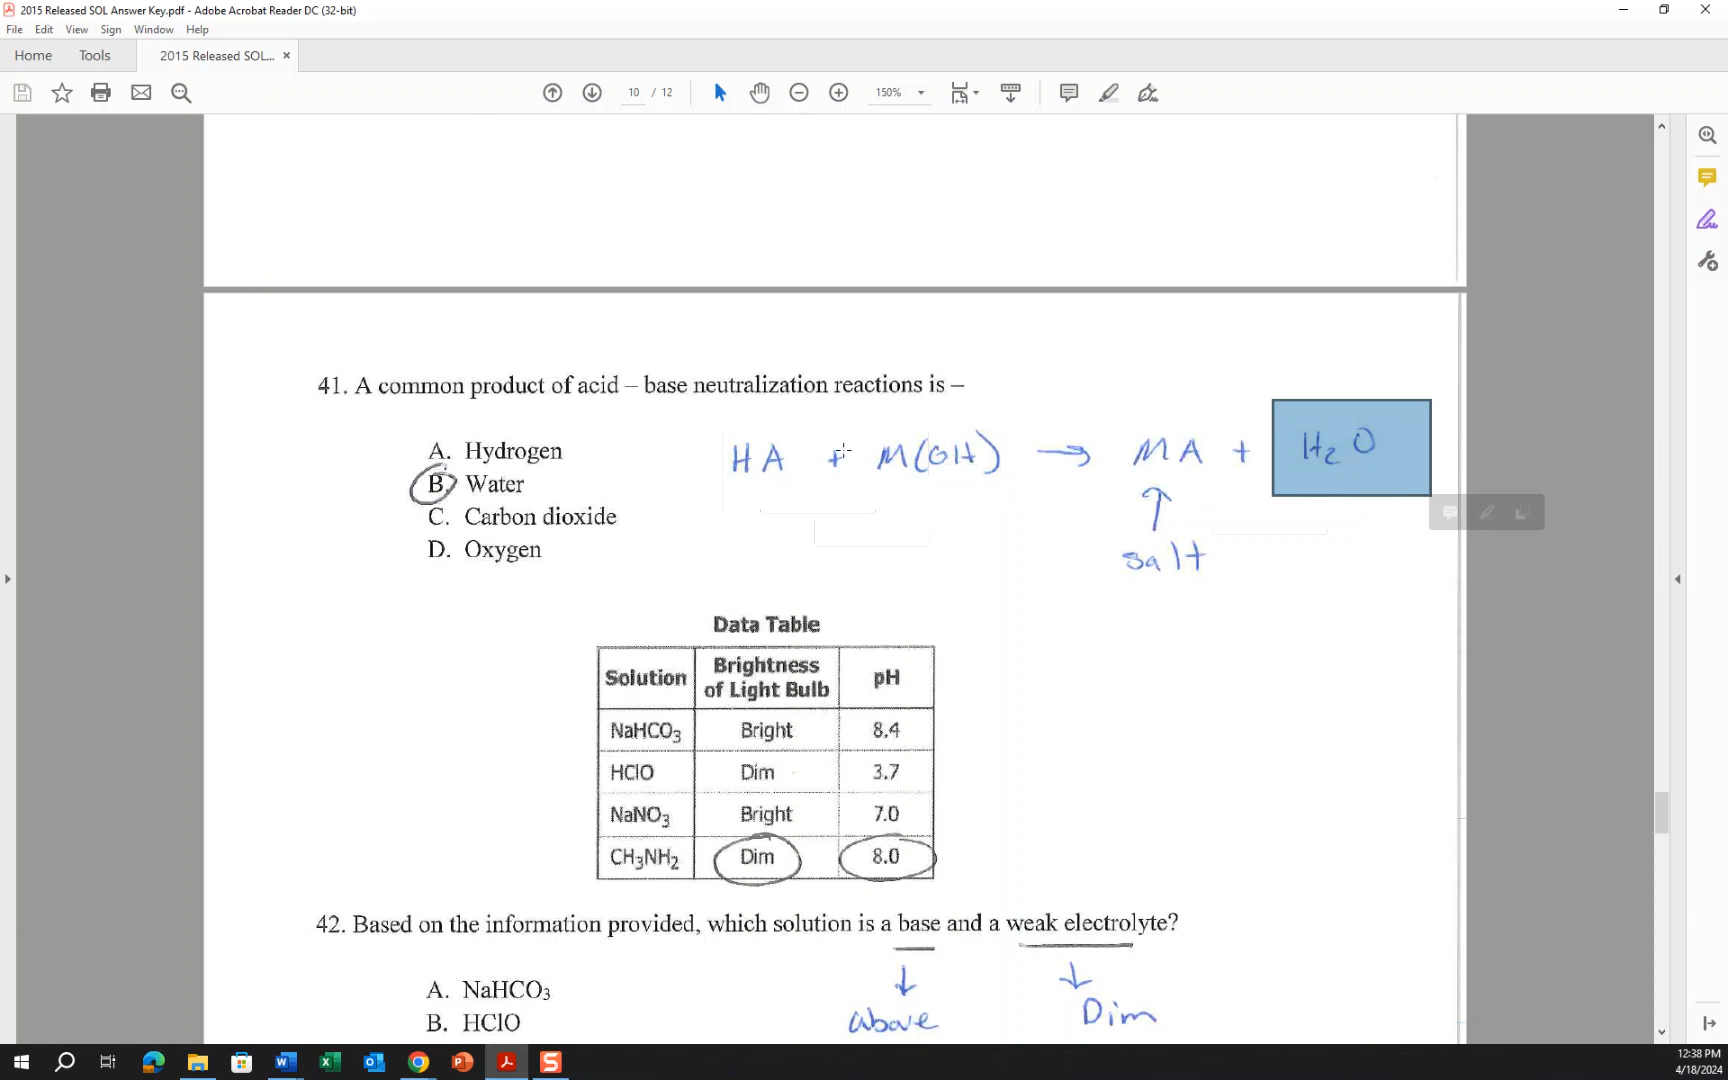 2015 Released SOL Answer Key.pdf - Adobe Acrobat Reader DC (32-bit)
File Edit View Sign Window Help
Home Tools 2015 Released SOL... ×
10 / 12 150%
41. A common product of acid – base neutralization reactions is –
A. Hydrogen
B. Water
C. Carbon dioxide
D. Oxygen
HA + M(OH) → MA + H₂O
↑
salt
Data Table
Solution Brightness of Light Bulb pH
NaHCO₃ Bright 8.4
HClO Dim 3.7
NaNO₃ Bright 7.0
CH₃NH₂ Dim 8.0
42. Based on the information provided, which solution is a base and a weak electrolyte?
↓ ↓
above Dim
A. NaHCO₃
B. HClO
12:38 PM
4/18/2024